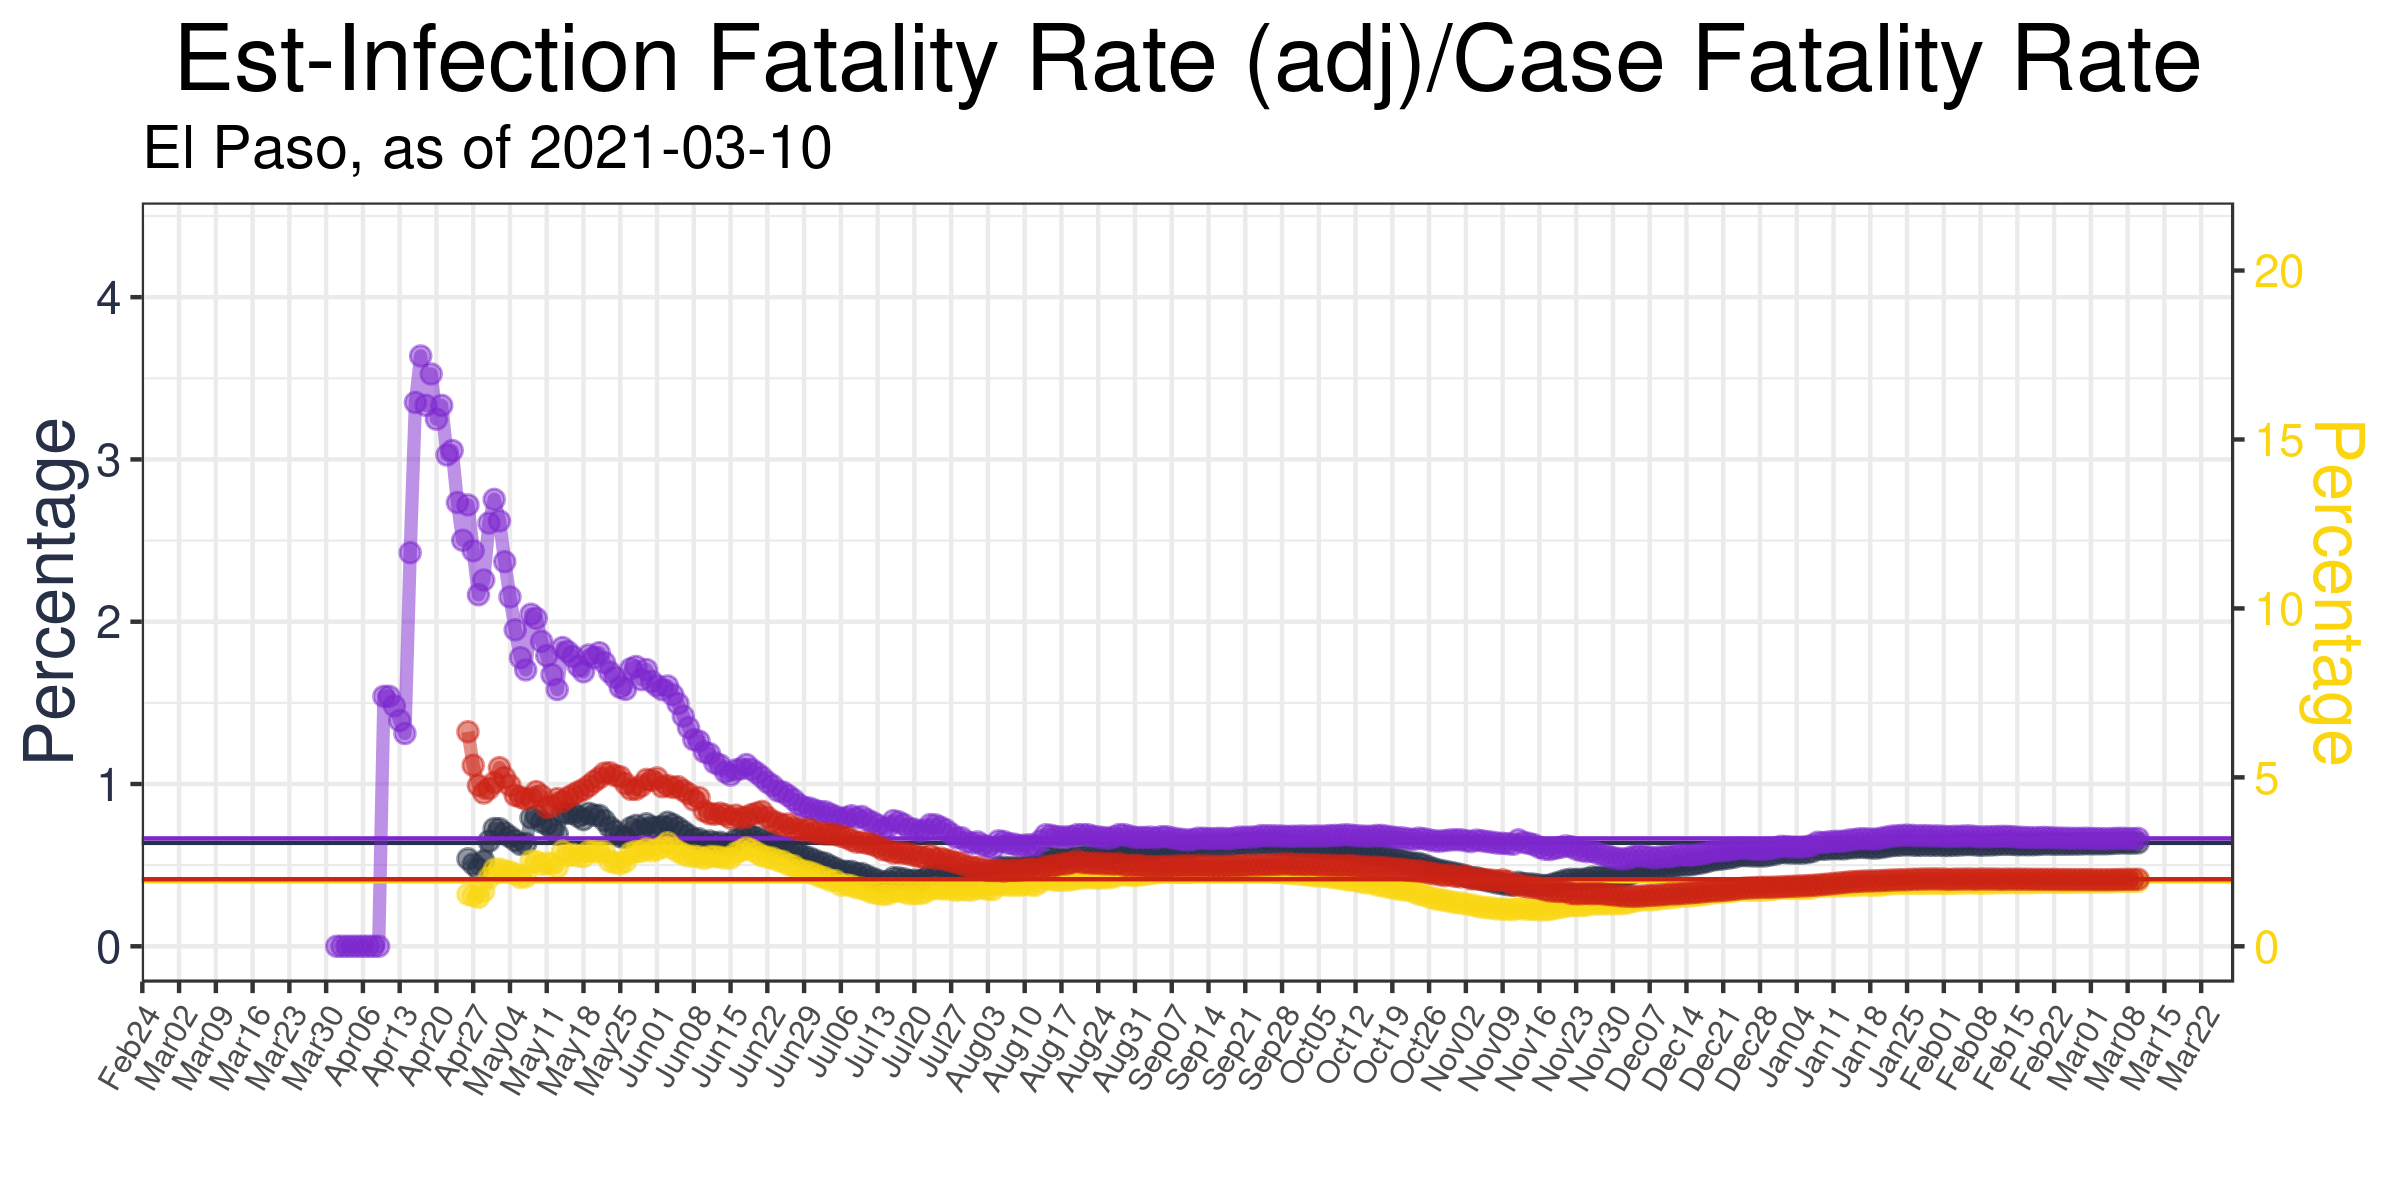 Est-Infection Fatality Rate (adj)/Case Fatality Rate
El Paso, as of 2021-03-10
Percentage
4
3
2
1
0
20
15
10
5
0
Percentage
Feb24
Mar02
Mar09
Mar16
Mar23
Mar30
Apr06
Apr13
Apr20
Apr27
May04
May11
May18
May25
Jun01
Jun08
Jun15
Jun22
Jun29
Jul06
Jul13
Jul20
Jul27
Aug03
Aug10
Aug17
Aug24
Aug31
Sep07
Sep14
Sep21
Sep28
Oct05
Oct12
Oct19
Oct26
Nov02
Nov09
Nov16
Nov23
Nov30
Dec07
Dec14
Dec21
Dec28
Jan04
Jan11
Jan18
Jan25
Feb01
Feb08
Feb15
Feb22
Mar01
Mar08
Mar15
Mar22